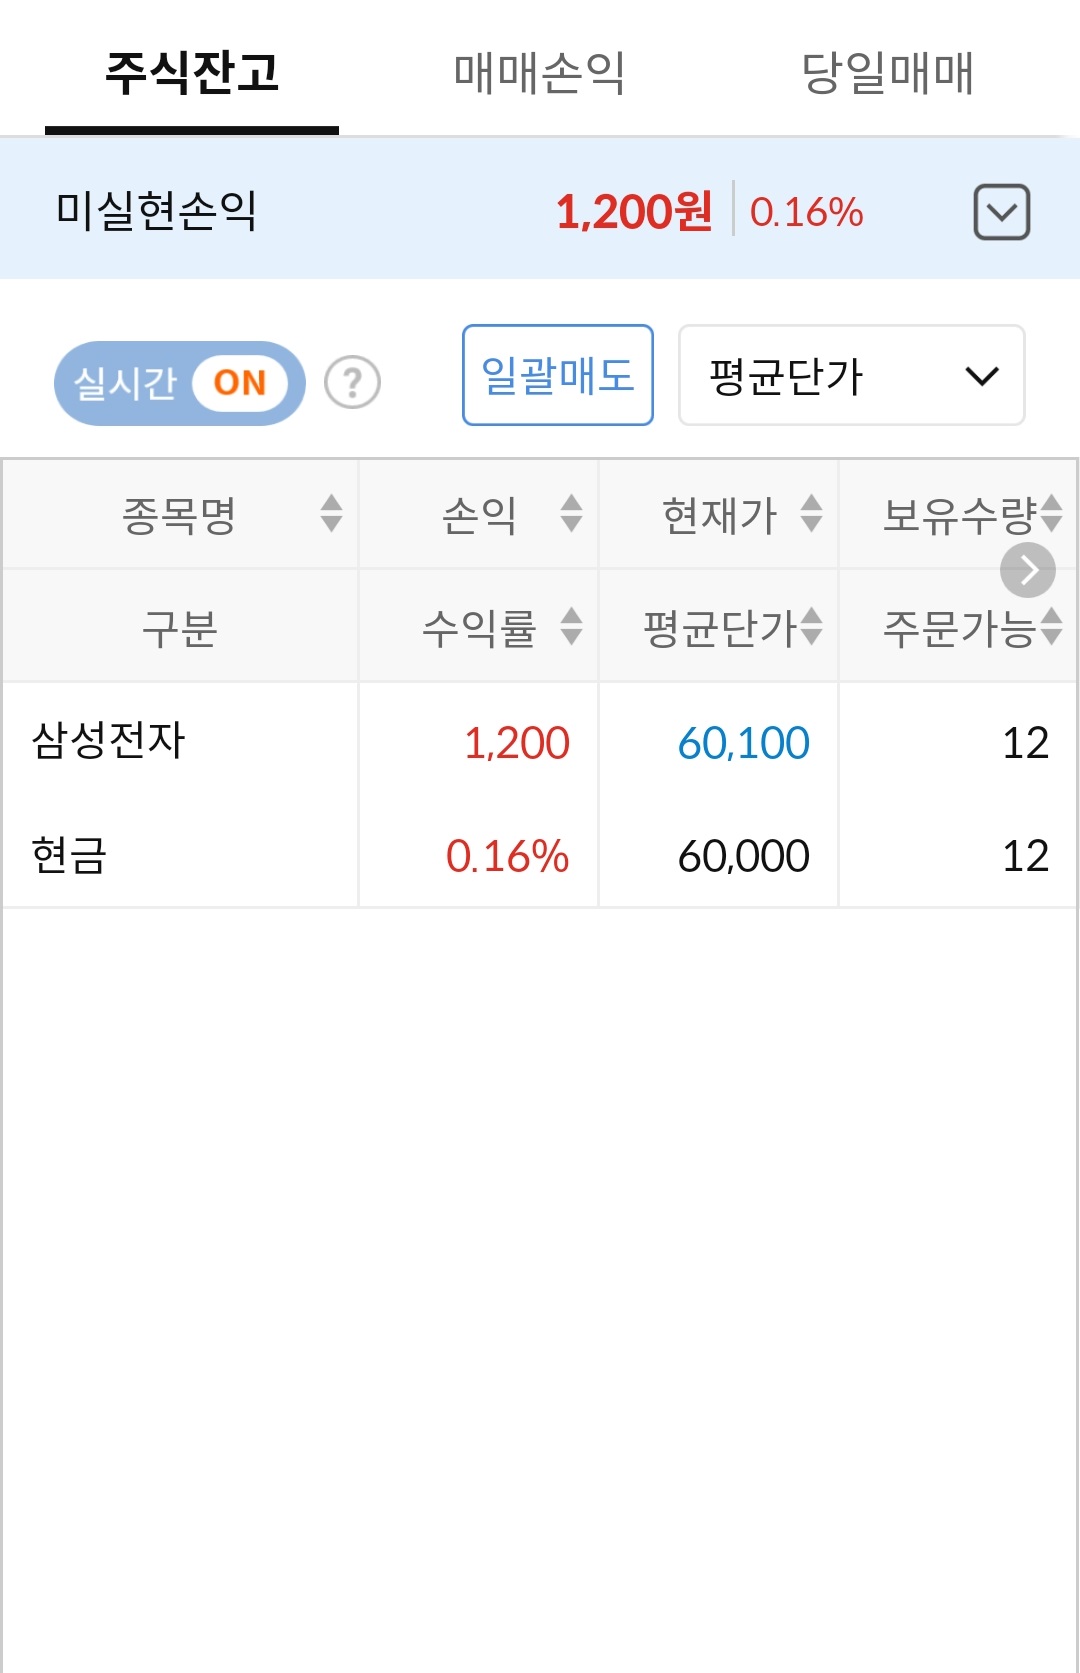 주식잔고 매매손익 당일매매
미실현손익 1,200원 0.16%
실시간 ON ? 일괄매도 평균단가
종목명 손익 현재가 보유수량
구분 수익률 평균단가 주문가능
삼성전자 1,200 60,100 12
현금 0.16% 60,000 12